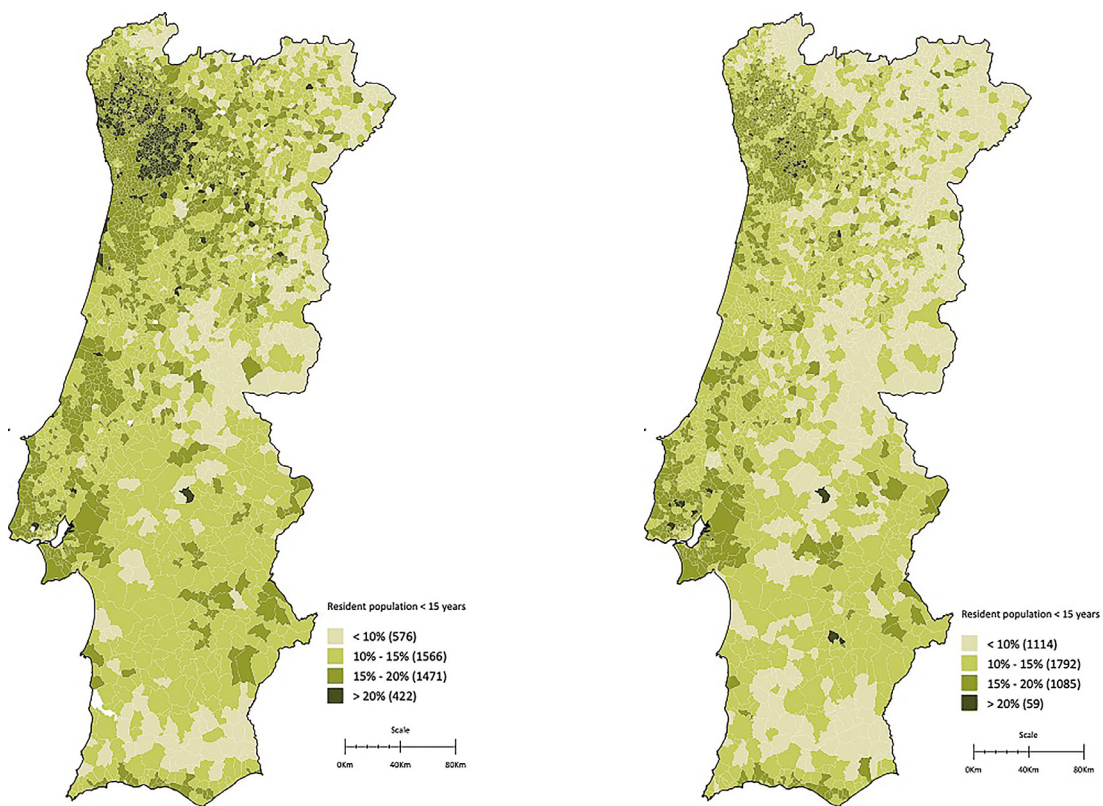 Resident population < 15 years
< 10% (576)
10% - 15% (1566)
15% - 20% (1471)
> 20% (422)
Scale
0Km 40Km 80Km
Resident population < 15 years
< 10% (1114)
10% - 15% (1792)
15% - 20% (1085)
> 20% (59)
Scale
0Km 40Km 80Km